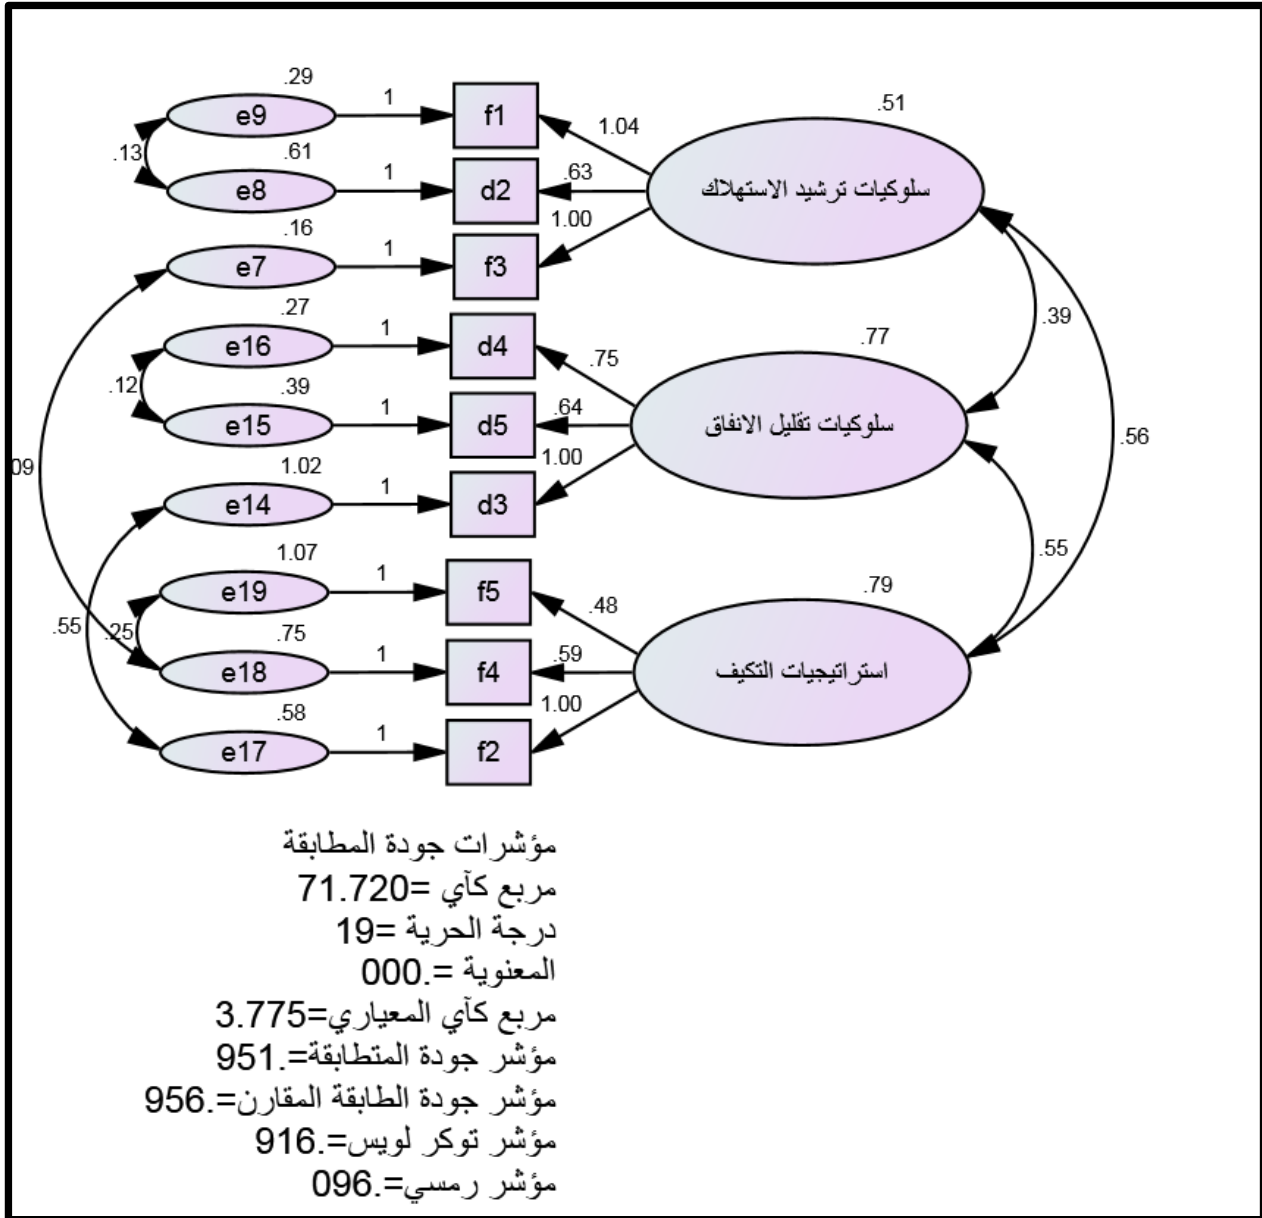 .29
e9
1
f1
1.04
.51
.13
.61
e8
1
d2
.63
سلوكيات ترشيد الاستهلاك
.16
e7
1
f3
1.00
.39
.27
e16
1
d4
.75
.77
.12
.39
e15
1
d5
.64
سلوكيات تقليل الانفاق
.56
09
1.02
e14
1
d3
1.00
.55
1.07
e19
1
f5
.48
.79
.55
.25
.75
e18
1
f4
.59
استراتيجيات التكيف
.58
e17
1
f2
1.00
مؤشرات جودة المطابقة
مربع كآي =71.720
درجة الحرية =19
المعنوية =.000
مربع كآي المعياري=3.775
مؤشر جودة المتطابقة=.951
مؤشر جودة الطابقة المقارن=.956
مؤشر توكر لويس=.916
مؤشر رمسي=.096